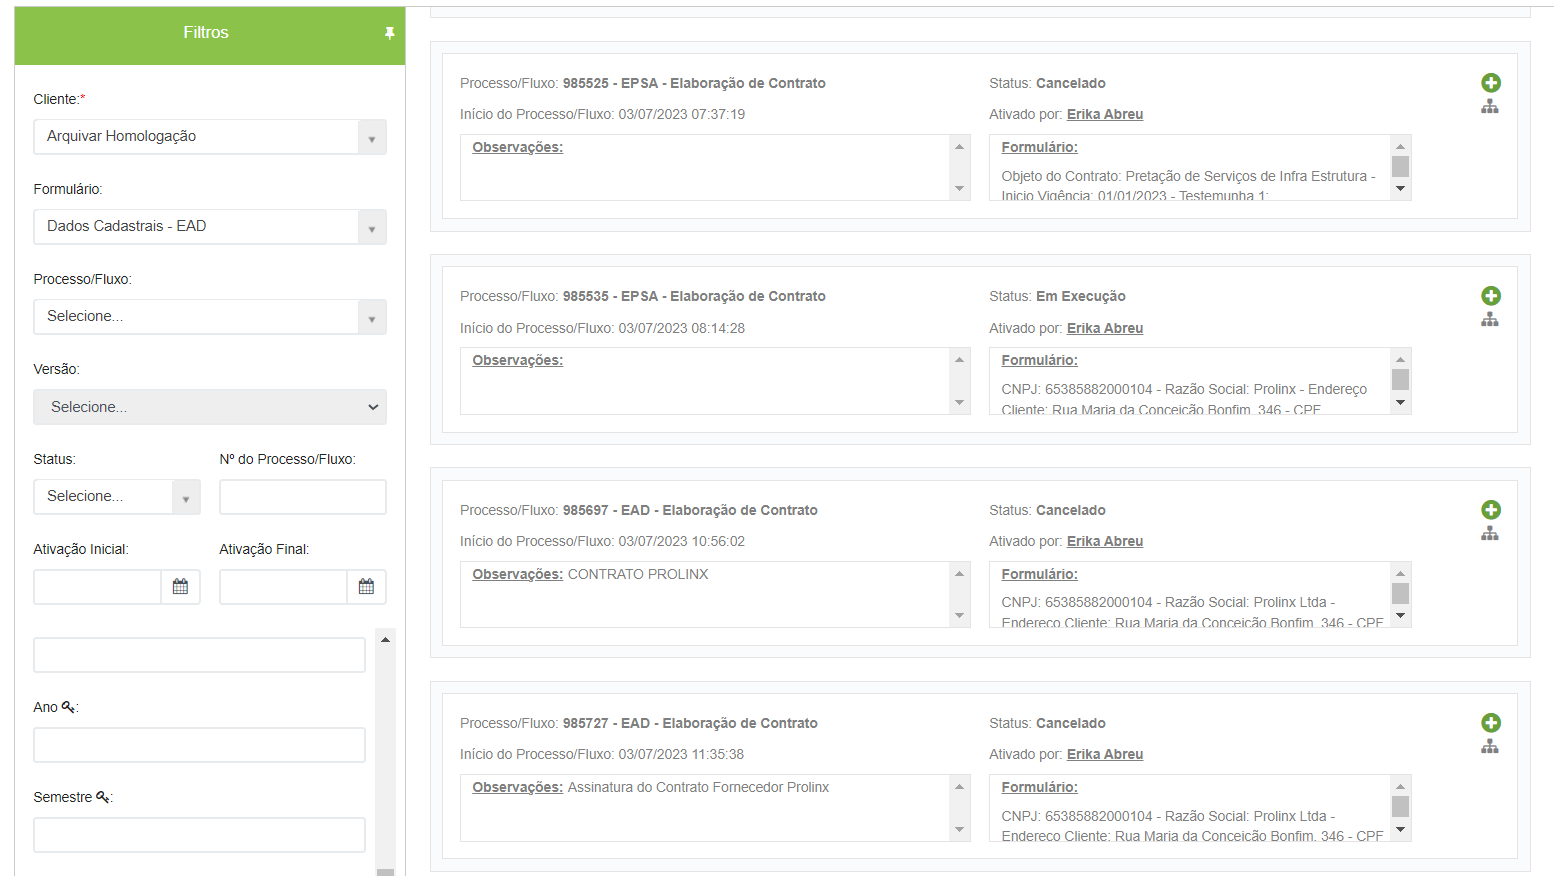 Filtros
Cliente:*
Arquivar Homologação
Formulário:
Dados Cadastrais - EAD
Processo/Fluxo:
Selecione...
Versão:
Selecione...
Status:
Nº do Processo/Fluxo:
Selecione...
Ativação Inicial:
Ativação Final:
Ano :
Semestre :
Processo/Fluxo: 985525 - EPSA - Elaboração de Contrato
Status: Cancelado
Início do Processo/Fluxo: 03/07/2023 07:37:19
Ativado por: Erika Abreu
Observações:
Formulário:
Objeto do Contrato: Pretação de Serviços de Infra Estrutura -
Inicio Vigência: 01/01/2023 - Testemunha 1:
Processo/Fluxo: 985535 - EPSA - Elaboração de Contrato
Status: Em Execução
Início do Processo/Fluxo: 03/07/2023 08:14:28
Ativado por: Erika Abreu
Observações:
Formulário:
CNPJ: 65385882000104 - Razão Social: Prolinx - Endereço
Cliente: Rua Maria da Conceição Bonfim, 346 - CPF
Processo/Fluxo: 985697 - EAD - Elaboração de Contrato
Status: Cancelado
Início do Processo/Fluxo: 03/07/2023 10:56:02
Ativado por: Erika Abreu
Observações: CONTRATO PROLINX
Formulário:
CNPJ: 65385882000104 - Razão Social: Prolinx Ltda -
Endereço Cliente: Rua Maria da Conceição Bonfim, 346 - CPF
Processo/Fluxo: 985727 - EAD - Elaboração de Contrato
Status: Cancelado
Início do Processo/Fluxo: 03/07/2023 11:35:38
Ativado por: Erika Abreu
Observações: Assinatura do Contrato Fornecedor Prolinx
Formulário:
CNPJ: 65385882000104 - Razão Social: Prolinx Ltda -
Endereço Cliente: Rua Maria da Conceição Bonfim, 346 - CPF